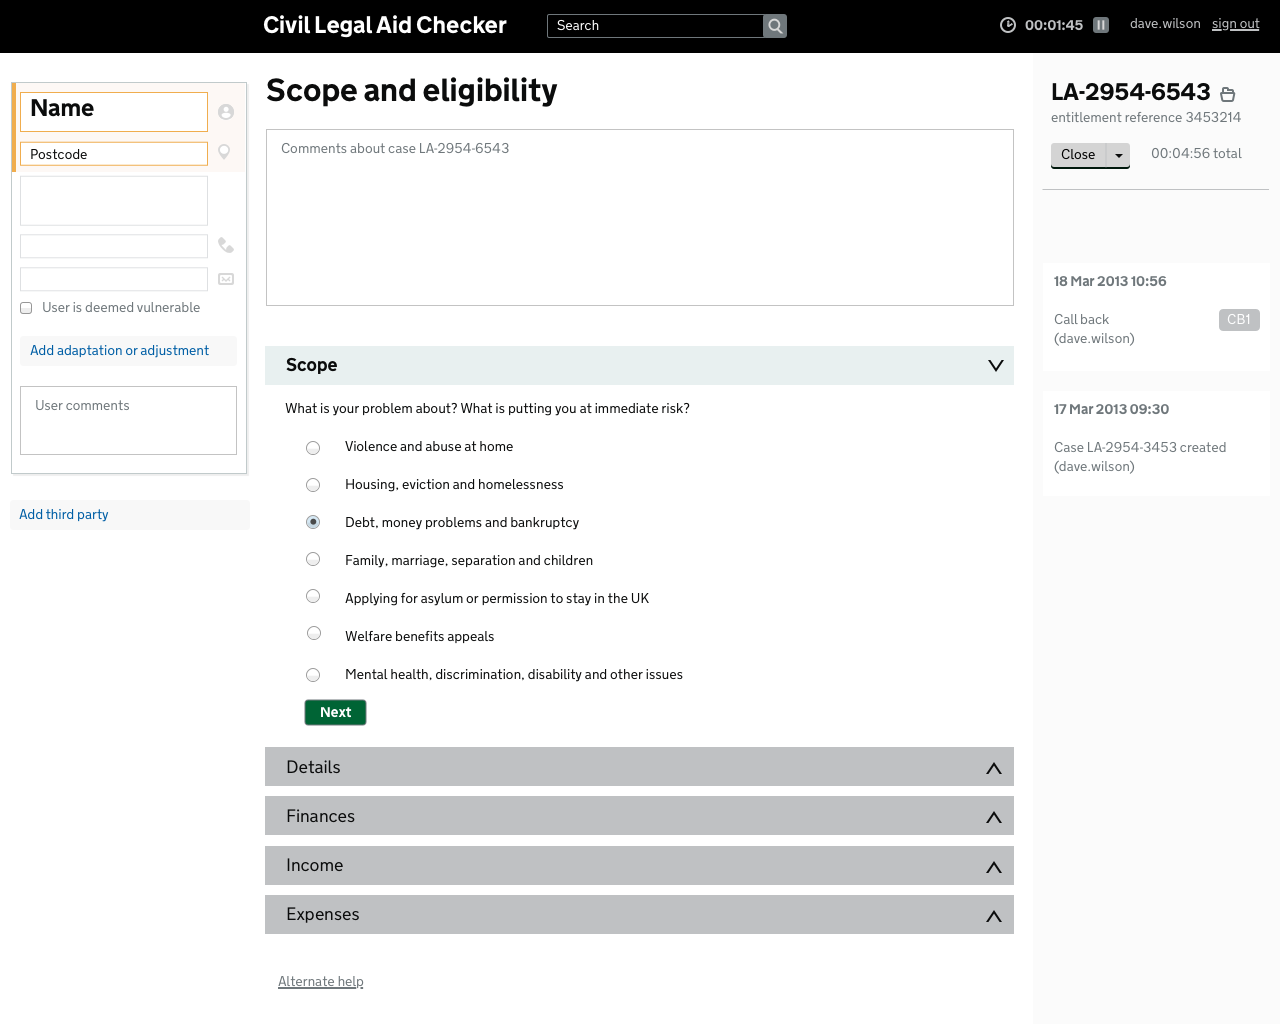 Civil Legal Aid Checker
Search
00:01:45
dave.wilson
sign out
Name
Postcode
User is deemed vulnerable
Add adaptation or adjustment
User comments
Add third party
Scope and eligibility
Comments about case LA-2954-6543
Scope
What is your problem about? What is putting you at immediate risk?
Violence and abuse at home
Housing, eviction and homelessness
Debt, money problems and bankruptcy
Family, marriage, separation and children
Applying for asylum or permission to stay in the UK
Welfare benefits appeals
Mental health, discrimination, disability and other issues
Next
Details
Finances
Income
Expenses
Alternate help
LA-2954-6543
entitlement reference 3453214
Close
00:04:56 total
18 Mar 2013 10:56
Call back
CB1
(dave.wilson)
17 Mar 2013 09:30
Case LA-2954-3453 created
(dave.wilson)